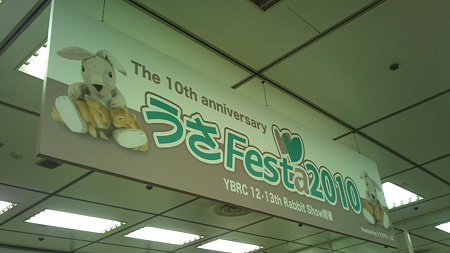 The 10th anniversary
うさFesta2010
YBRC 12・13th Rabbit Show開催